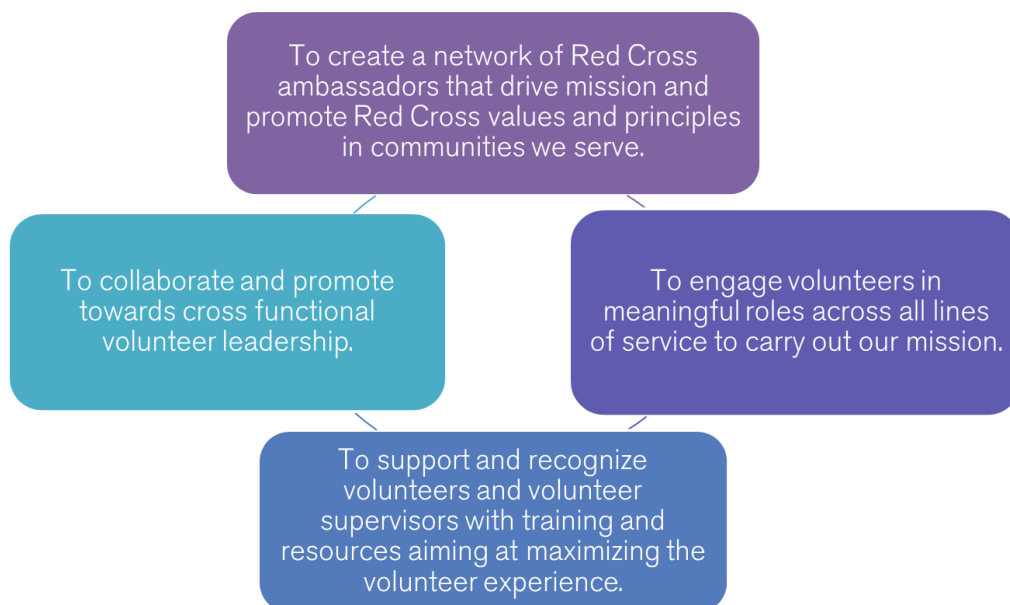 To create a network of Red Cross
ambassadors that drive mission and
promote Red Cross values and principles
in communities we serve.
To collaborate and promote
towards cross functional
volunteer leadership.
To engage volunteers in
meaningful roles across all lines
of service to carry out our mission.
To support and recognize
volunteers and volunteer
supervisors with training and
resources aiming at maximizing the
volunteer experience.